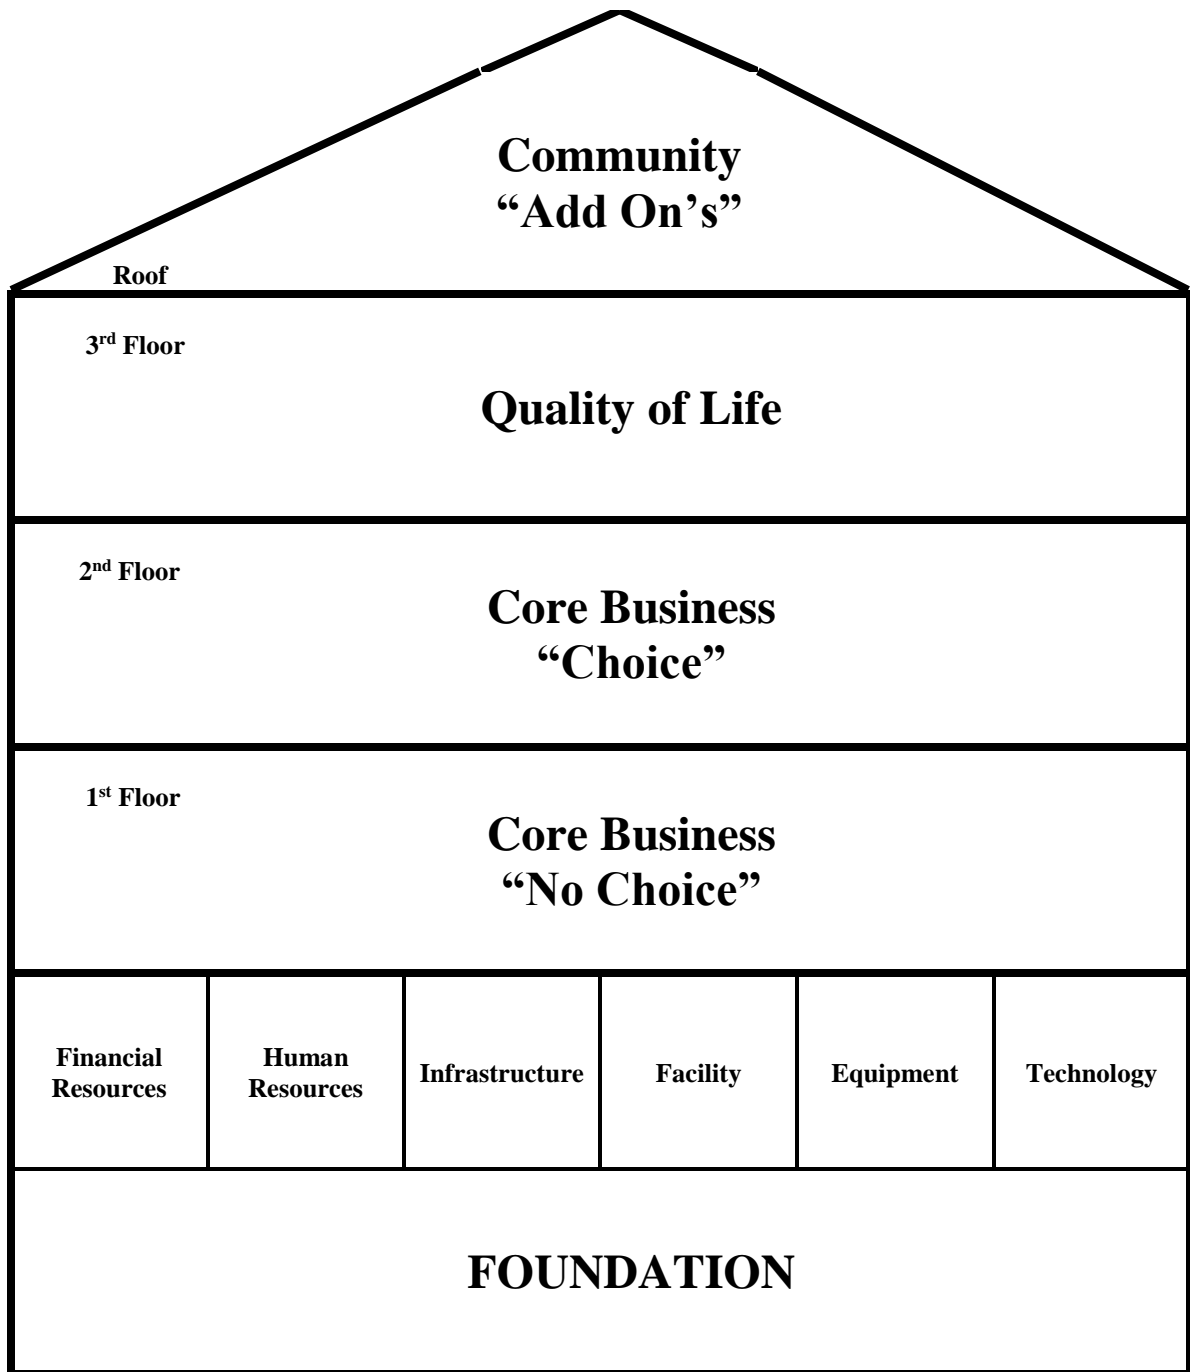 Community
“Add On’s”
Roof
3rd Floor
Quality of Life
2nd Floor
Core Business
“Choice”
1st Floor
Core Business
“No Choice”
Financial
Resources
Human
Resources
Infrastructure
Facility
Equipment
Technology
FOUNDATION